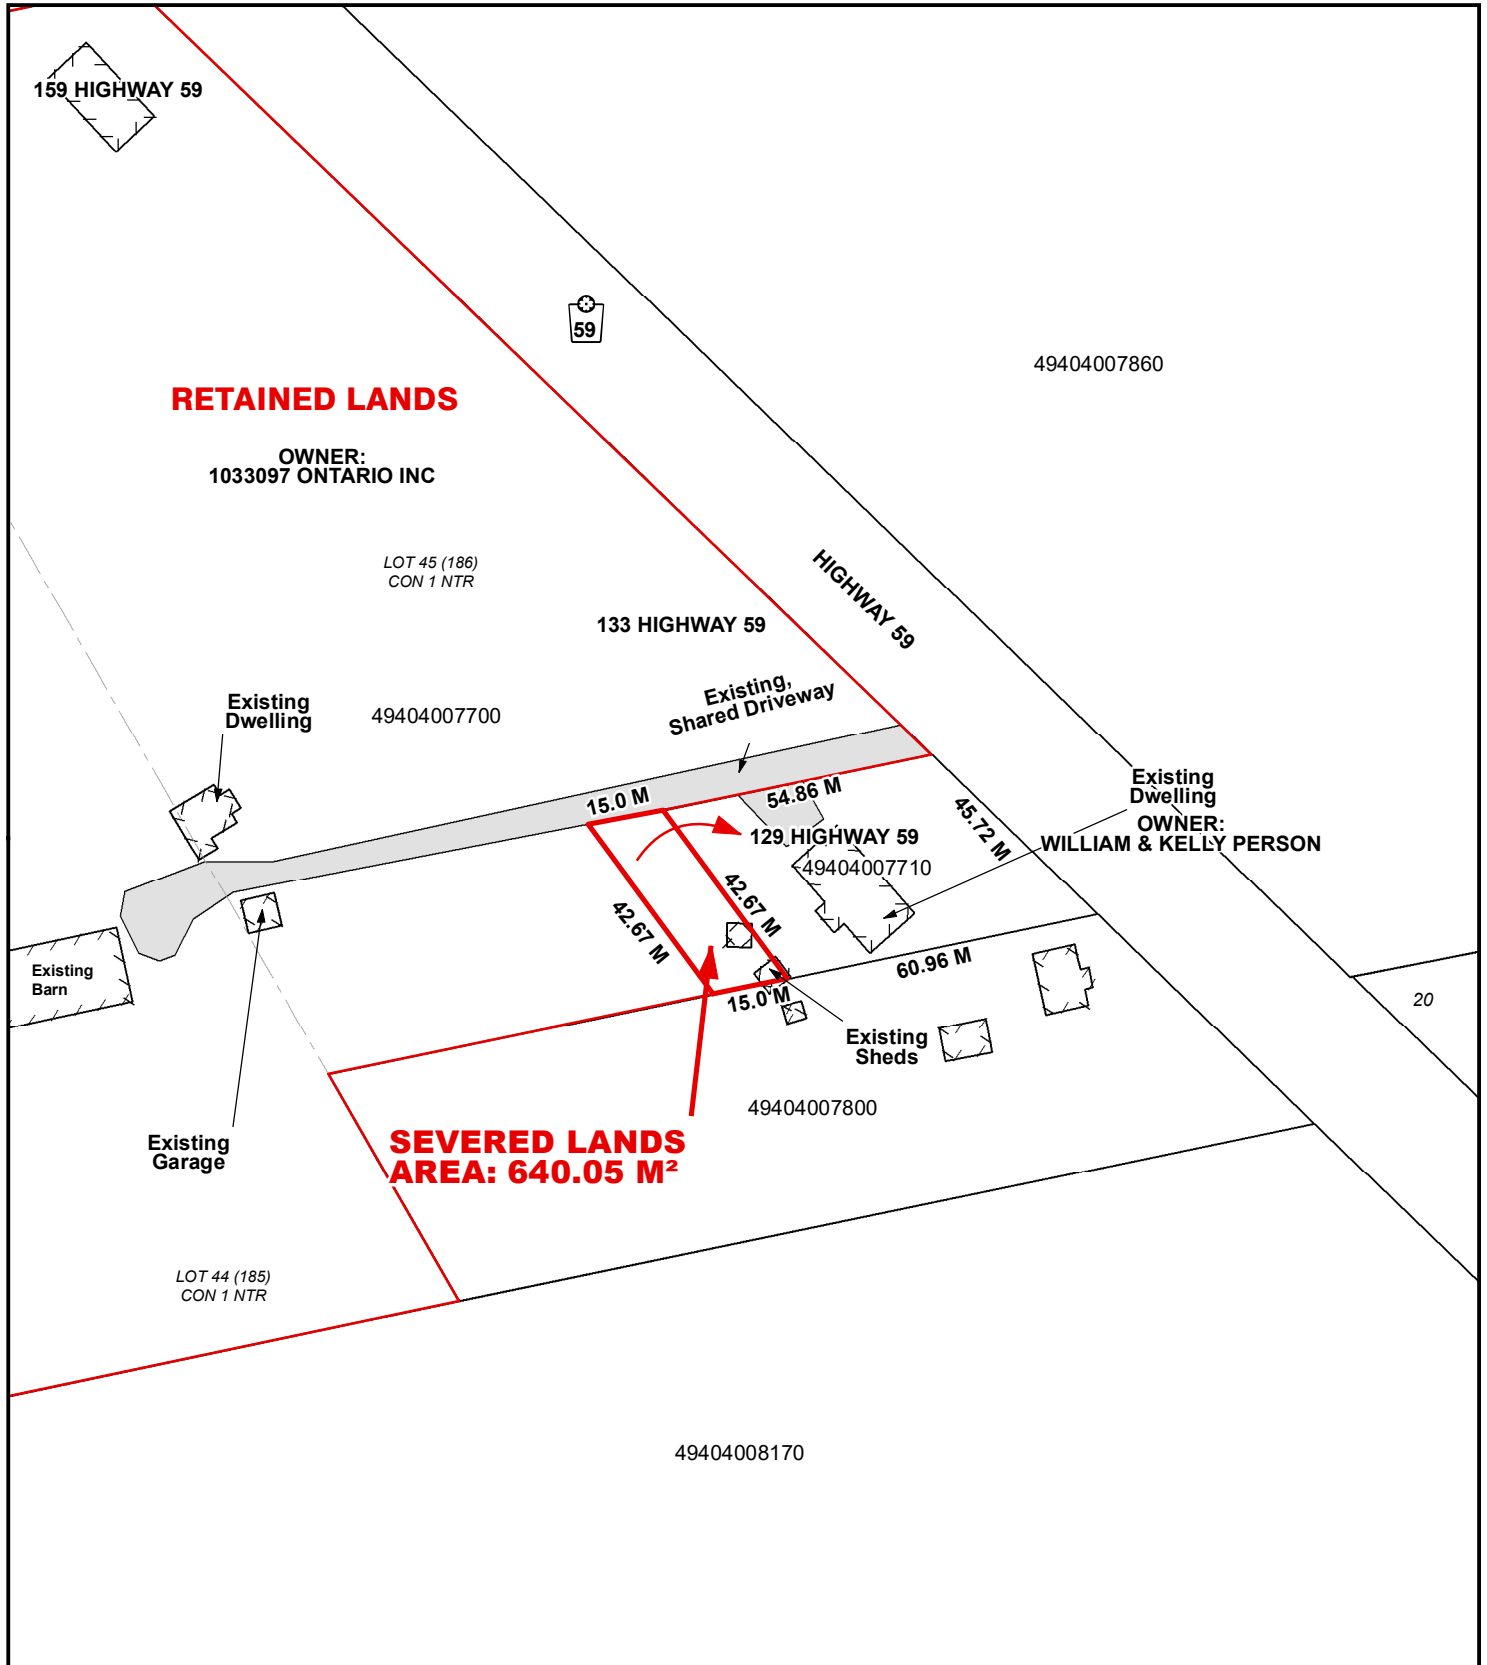 159 HIGHWAY 59
59
49404007860
RETAINED LANDS
OWNER:
1033097 ONTARIO INC
LOT 45 (186)
CON 1 NTR
HIGHWAY 59
133 HIGHWAY 59
Existing,
Shared Driveway
Existing
Dwelling
49404007700
15.0 M
54.86 M
45.72 M
Existing
Dwelling
OWNER:
WILLIAM & KELLY PERSON
129 HIGHWAY 59
49404007710
42.67 M
42.67 M
60.96 M
15.0 M
Existing
Barn
20
Existing
Sheds
49404007800
Existing
Garage
SEVERED LANDS
AREA: 640.05 M²
LOT 44 (185)
CON 1 NTR
49404008170